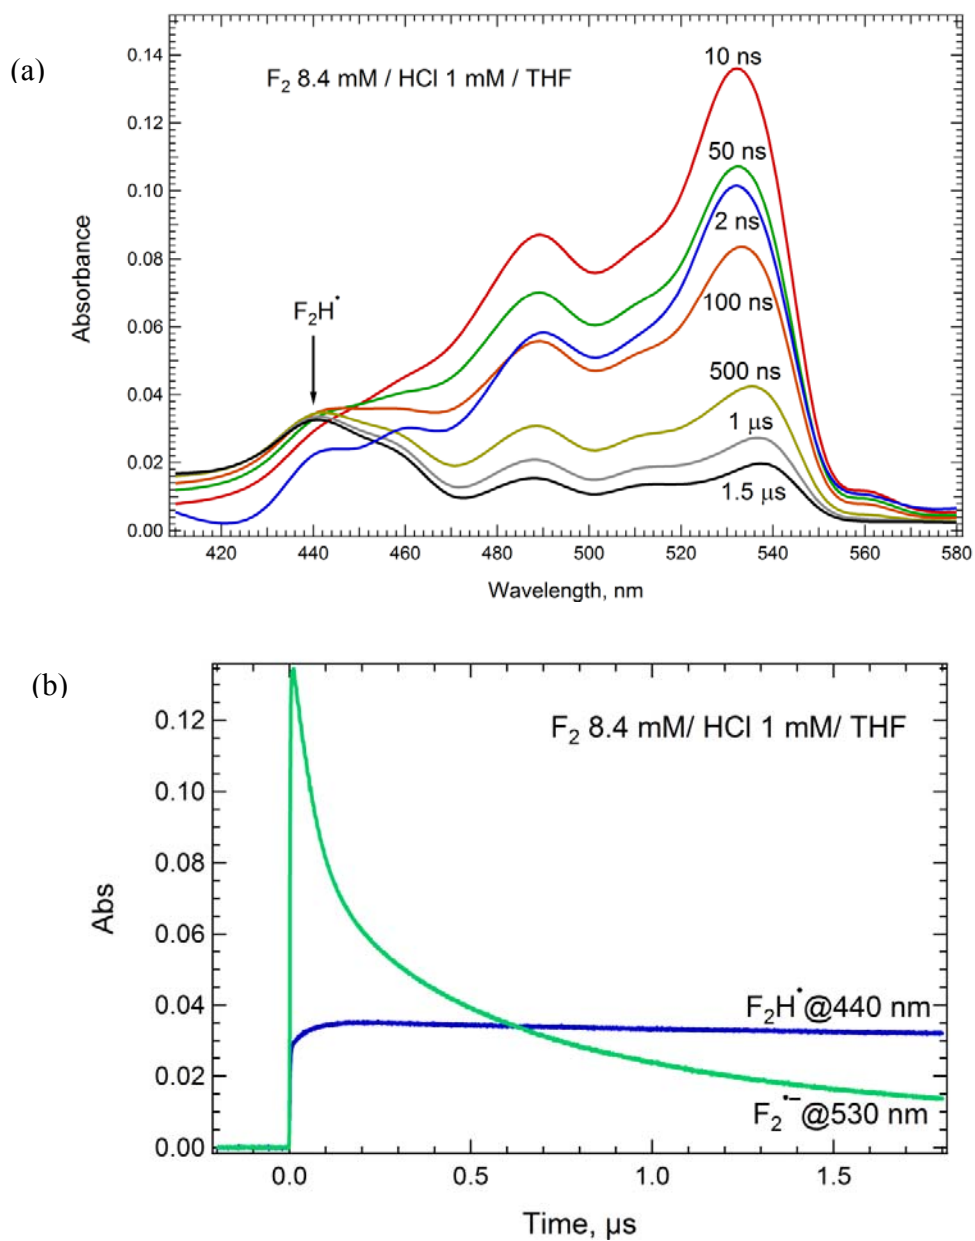 (a)
F₂ 8.4 mM / HCl 1 mM / THF
10 ns
50 ns
2 ns
100 ns
500 ns
1 μs
1.5 μs
F₂H•
Absorbance
0.14
0.12
0.10
0.08
0.06
0.04
0.02
0.00
420 440 460 480 500 520 540 560 580
Wavelength, nm
(b)
F₂ 8.4 mM/ HCl 1 mM/ THF
Abs
0.12
0.10
0.08
0.06
0.04
0.02
0.00
F₂H•@440 nm
F₂•−@530 nm
0.0 0.5 1.0 1.5
Time, μs